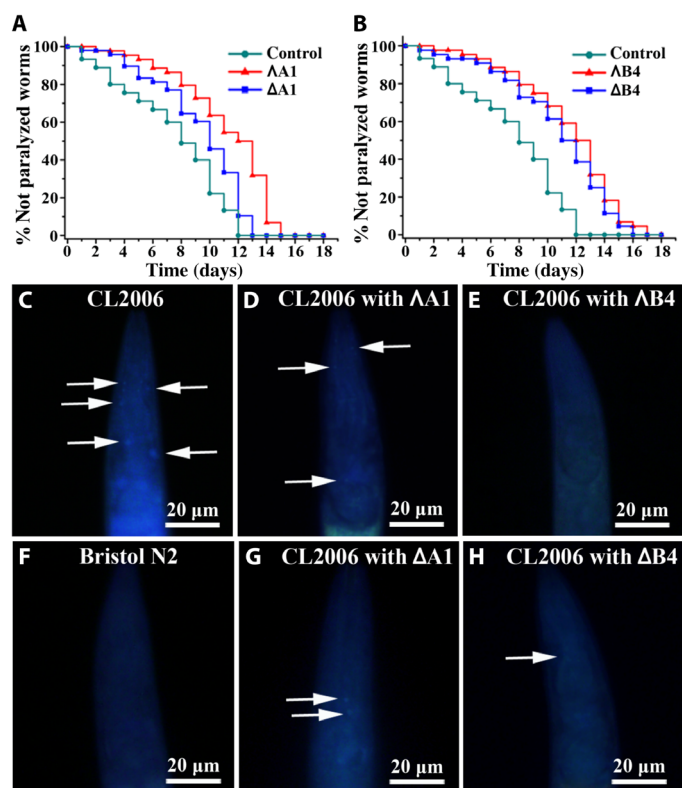 A
Control
ΛA1
ΔA1
% Not paralyzed worms
100
80
60
40
20
0
0 2 4 6 8 10 12 14 16 18
Time (days)
B
Control
ΛB4
ΔB4
% Not paralyzed worms
100
80
60
40
20
0
0 2 4 6 8 10 12 14 16 18
Time (days)
C CL2006
20 µm
D CL2006 with ΛA1
20 µm
E CL2006 with ΛB4
20 µm
F Bristol N2
20 µm
G CL2006 with ΔA1
20 µm
H CL2006 with ΔB4
20 µm